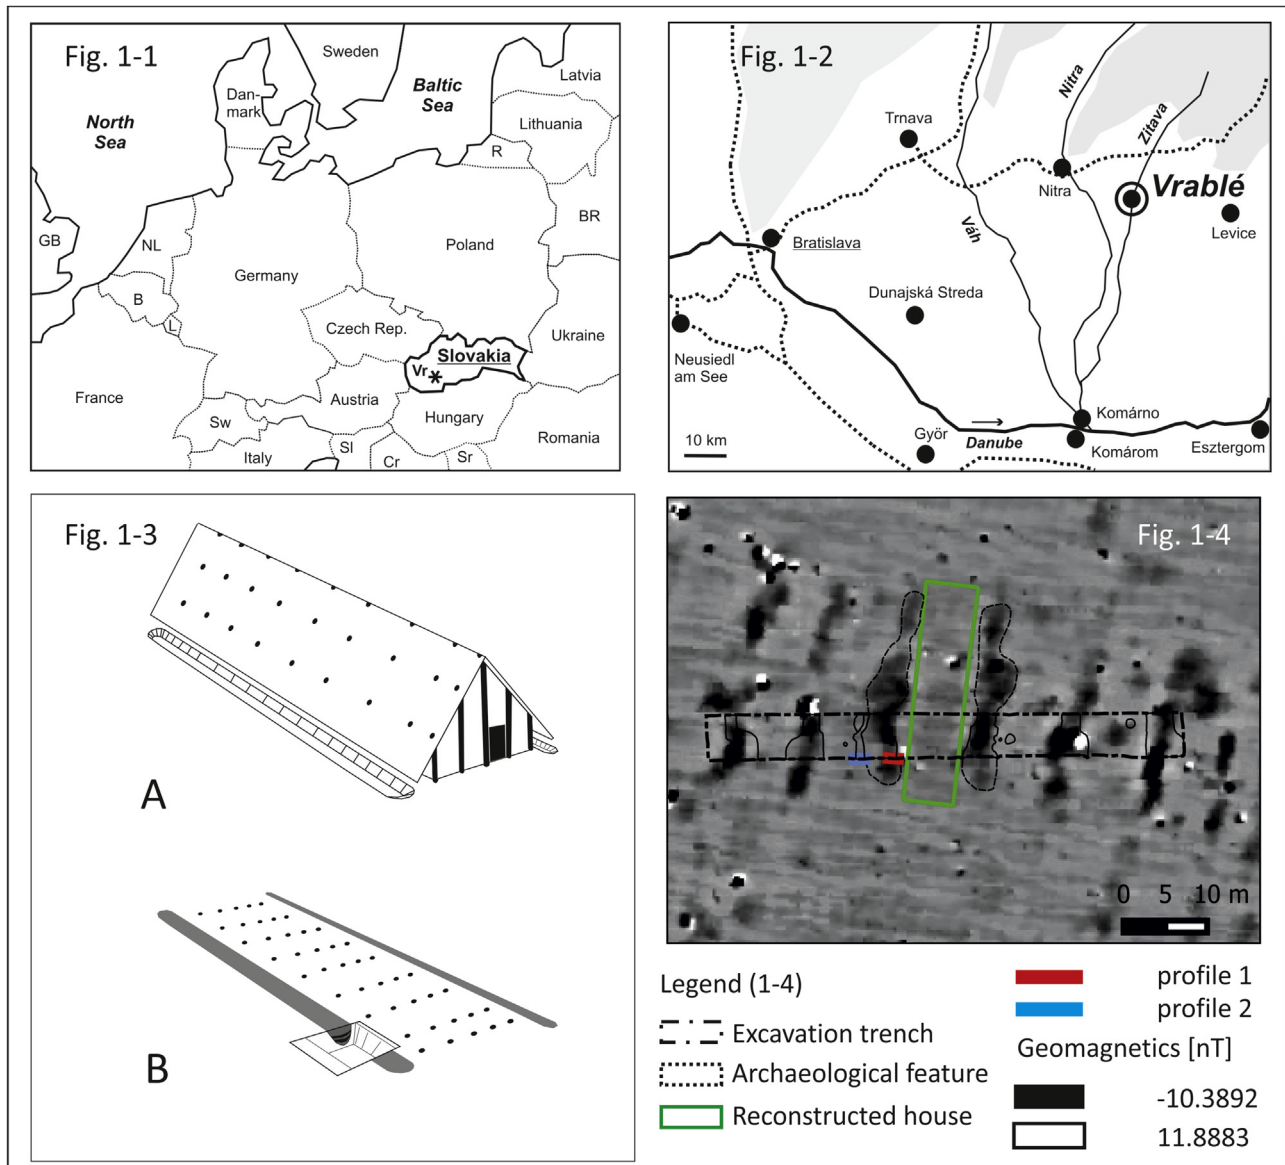 Fig. 1-1
Sweden
Latvia
Dan-
mark
Baltic
Sea
North
Sea
Lithuania
R
BR
GB
NL
Poland
Germany
B
L
Czech Rep.
Ukraine
Slovakia
Vr
France
Austria
Sw
Hungary
Romania
Italy
Sl
Cr
Sr
Fig. 1-2
Nitra
Zitava
Trnava
Nitra
Vrablé
Levice
Váh
Bratislava
Dunajská Streda
Neusiedl
am See
Komárno
10 km
Györ
Danube
Komárom
Esztergom
Fig. 1-3
A
B
Fig. 1-4
0 5 10 m
Legend (1-4)
Excavation trench
Archaeological feature
Reconstructed house
profile 1
profile 2
Geomagnetics [nT]
-10.3892
11.8883